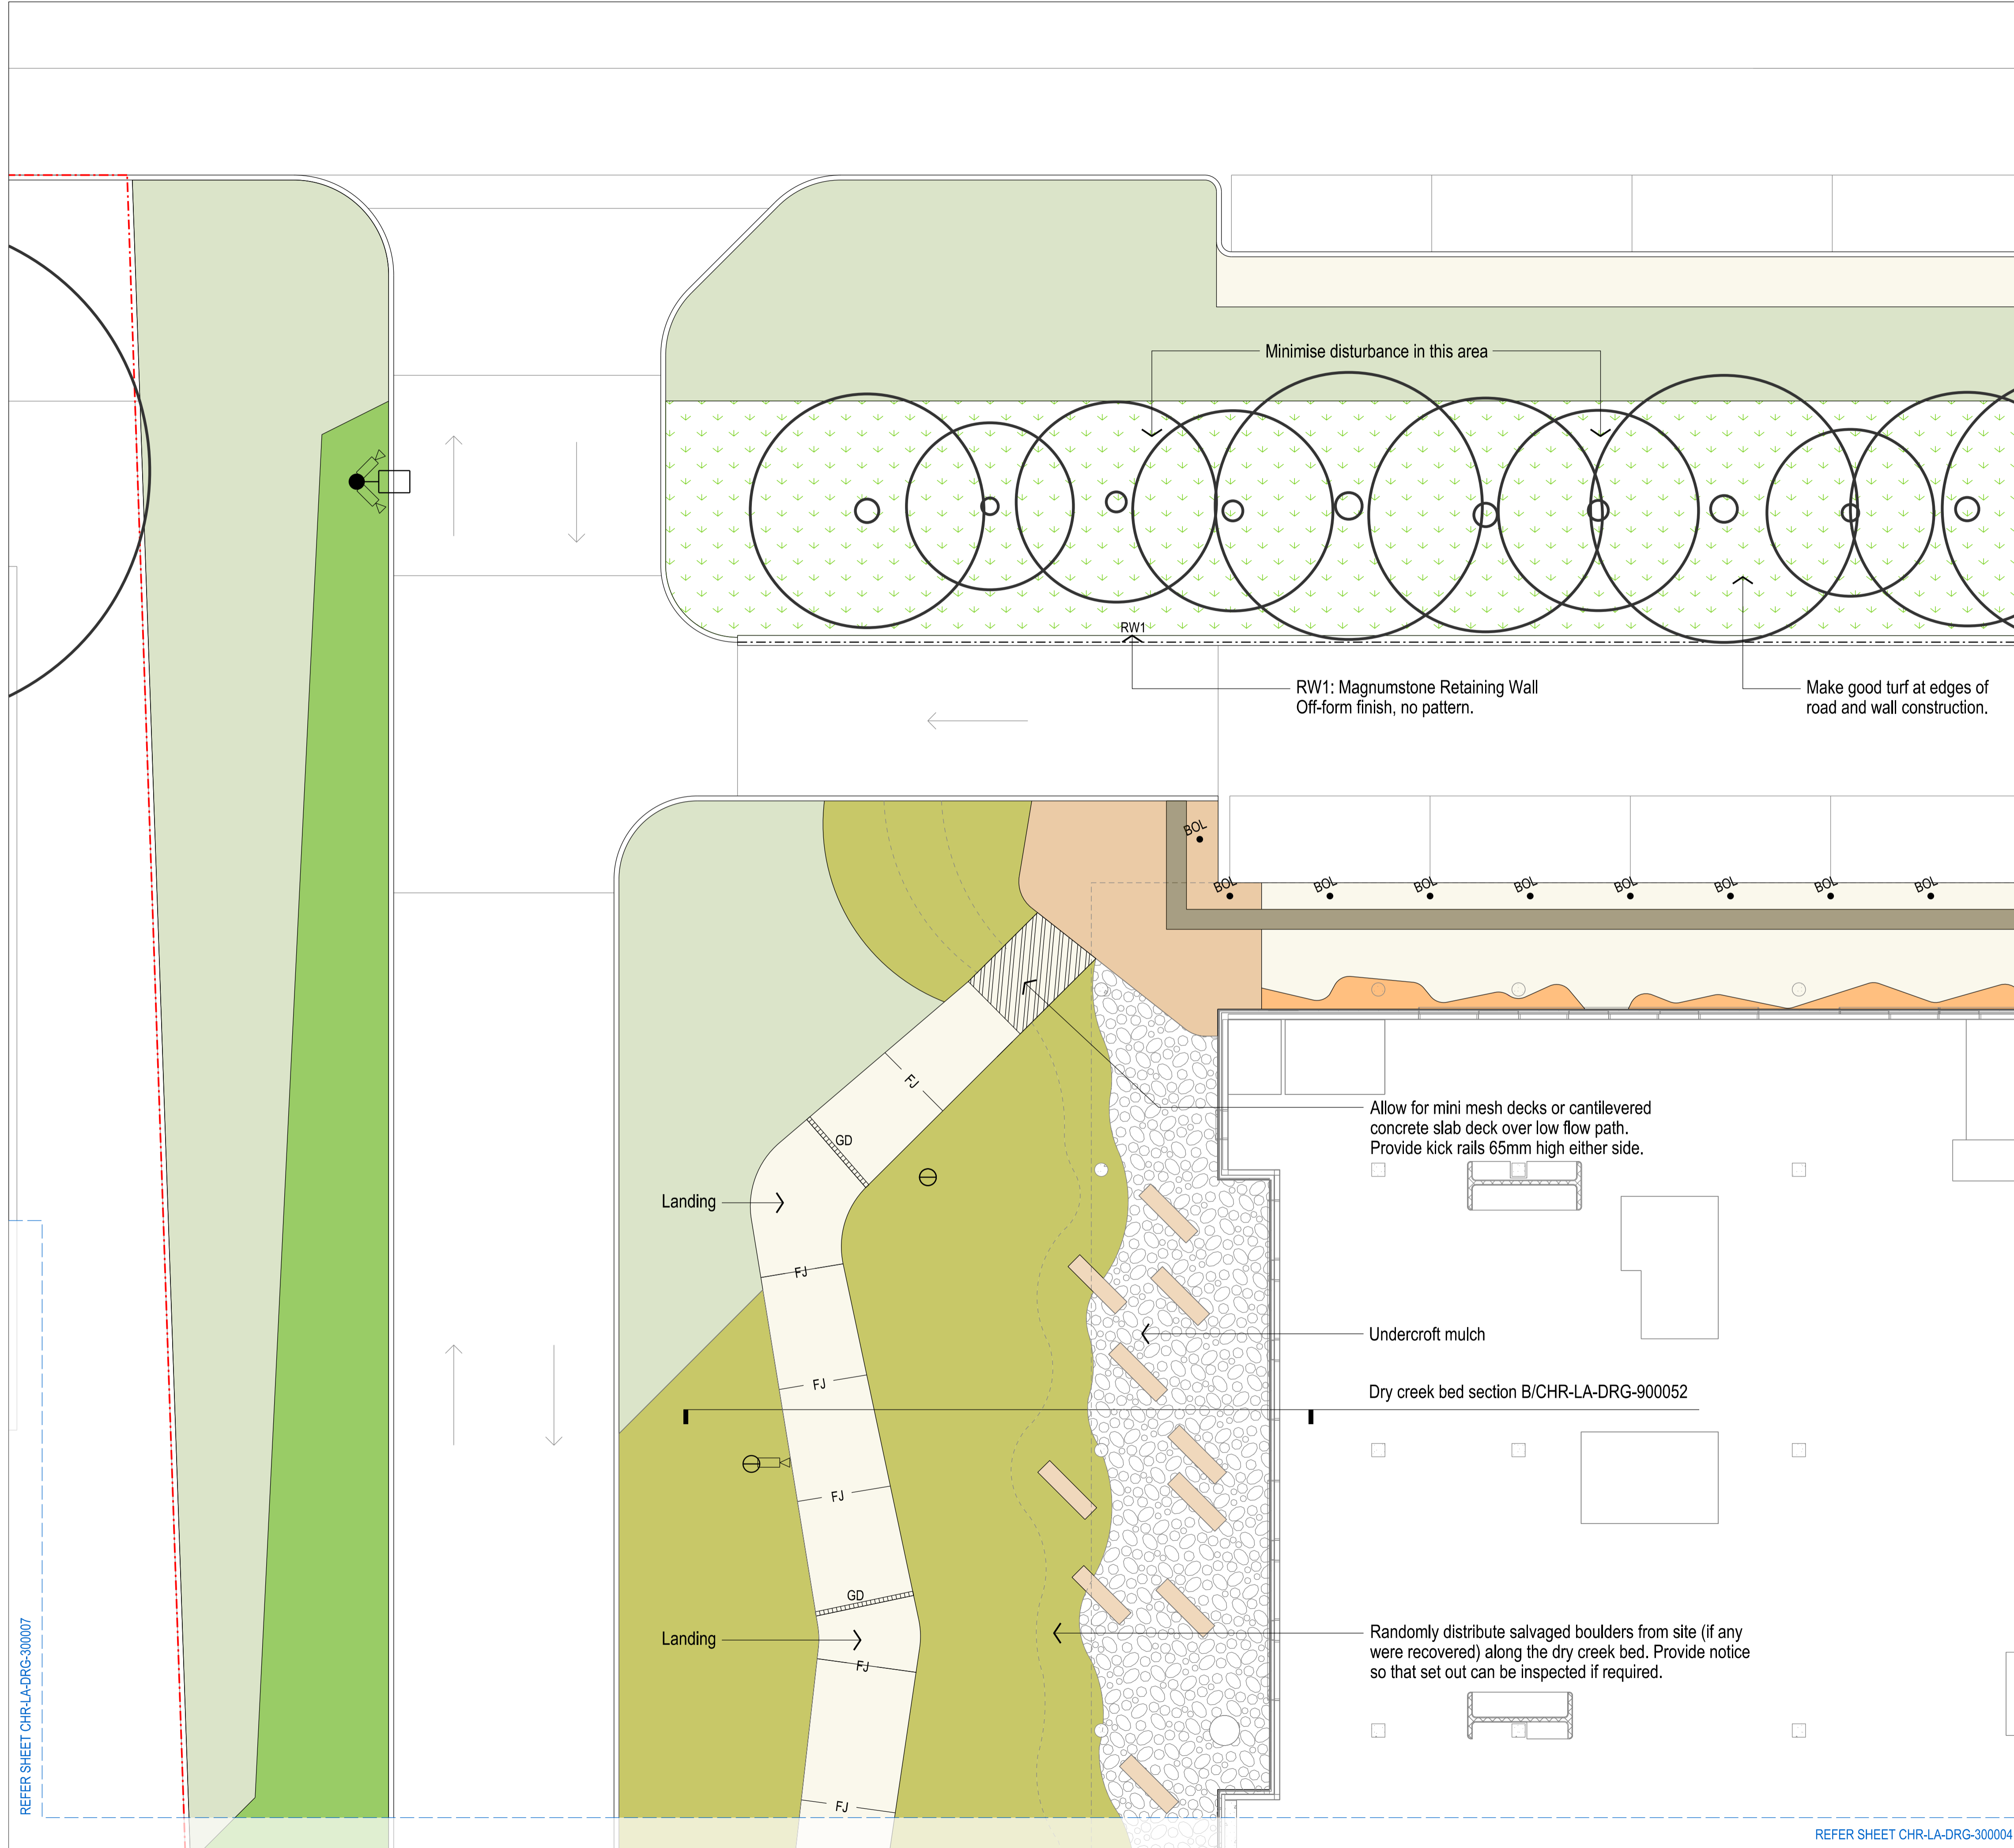 Minimise disturbance in this area
RW1
RW1: Magnumstone Retaining Wall
Off-form finish, no pattern.
Make good turf at edges of
road and wall construction.
BOL
BOL
BOL
BOL
BOL
BOL
BOL
BOL
BOL
FJ
Allow for mini mesh decks or cantilevered
concrete slab deck over low flow path.
Provide kick rails 65mm high either side.
GD
Landing
FJ
Undercroft mulch
FJ
Dry creek bed section B/CHR-LA-DRG-900052
FJ
GD
Landing
Randomly distribute salvaged boulders from site (if any
were recovered) along the dry creek bed. Provide notice
so that set out can be inspected if required.
FJ
FJ
REFER SHEET CHR-LA-DRG-300007
REFER SHEET CHR-LA-DRG-300004